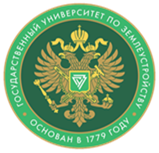 ГОСУДАРСТВЕННЫЙ УНИВЕРСИТЕТ ПО ЗЕМЛЕУСТРОЙСТВУ
ОСНОВАН В 1779 ГОДУ